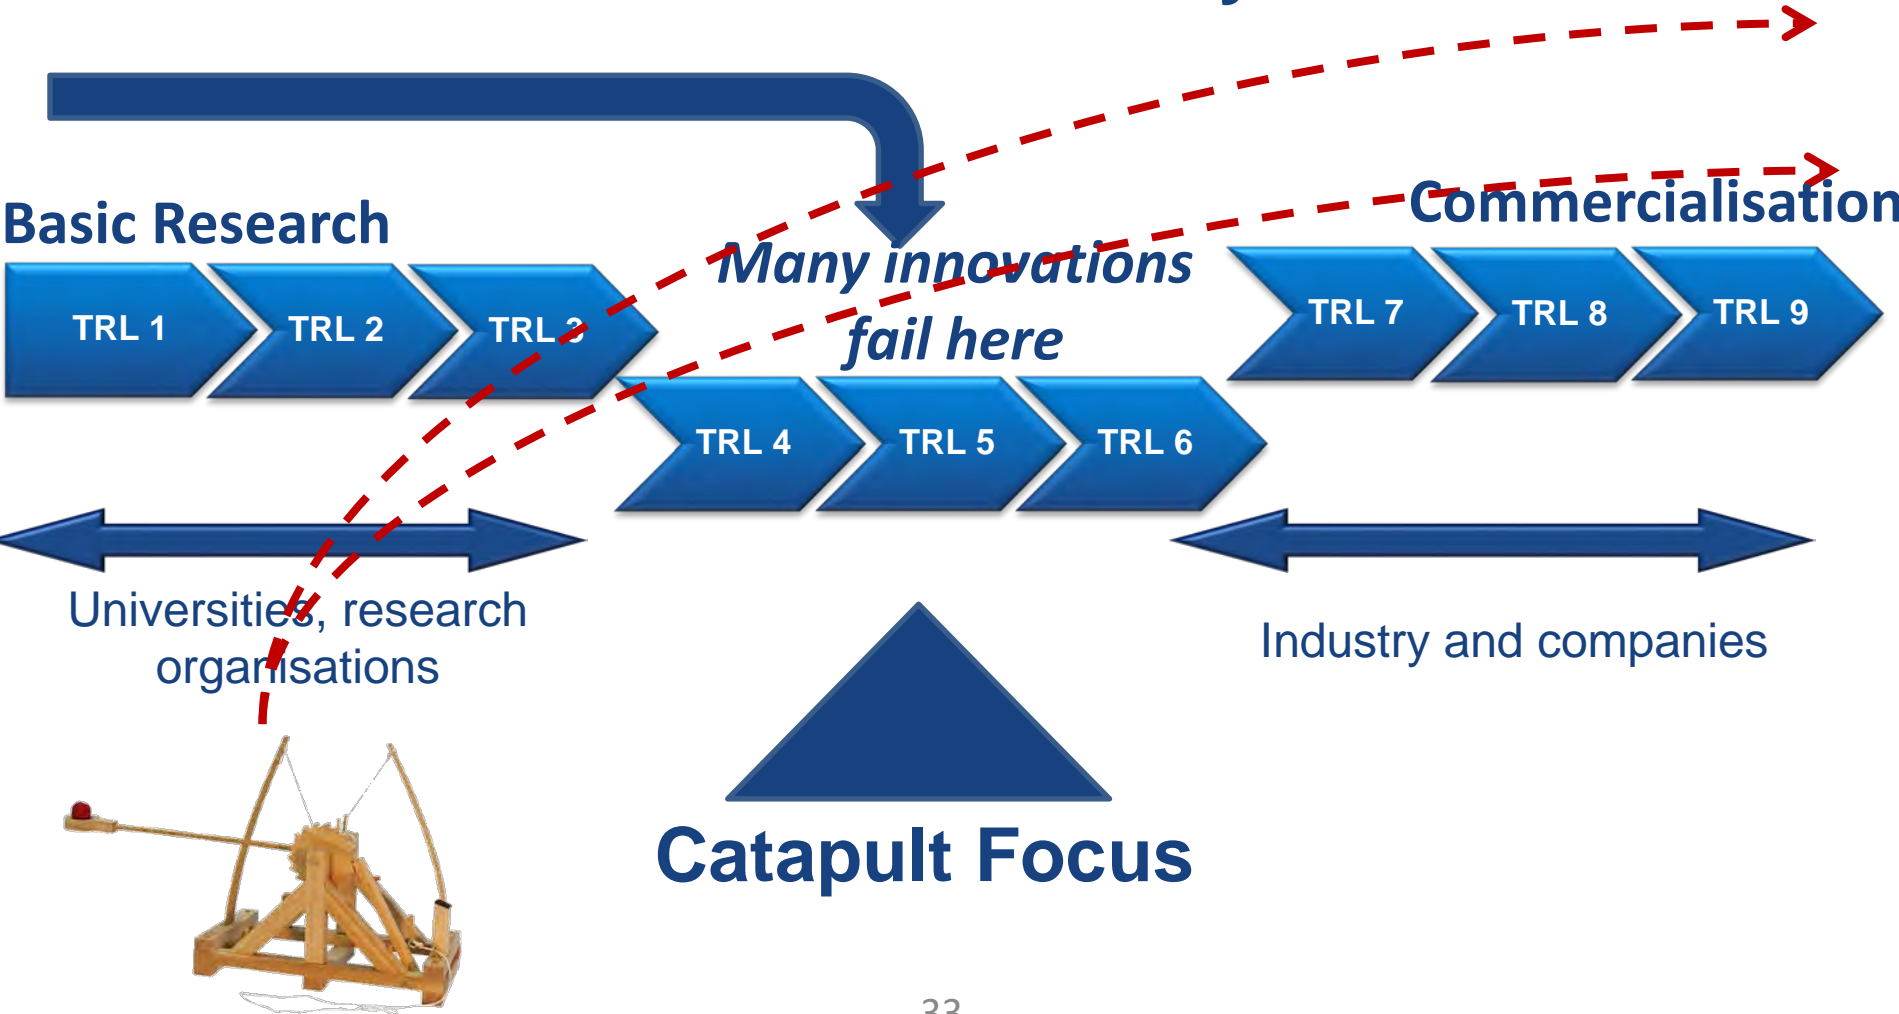 Basic Research
Commercialisation
Many innovations
fail here
TRL 1
TRL 2
TRL 3
TRL 7
TRL 8
TRL 9
TRL 4
TRL 5
TRL 6
Universities, research
organisations
Industry and companies
Catapult Focus
33